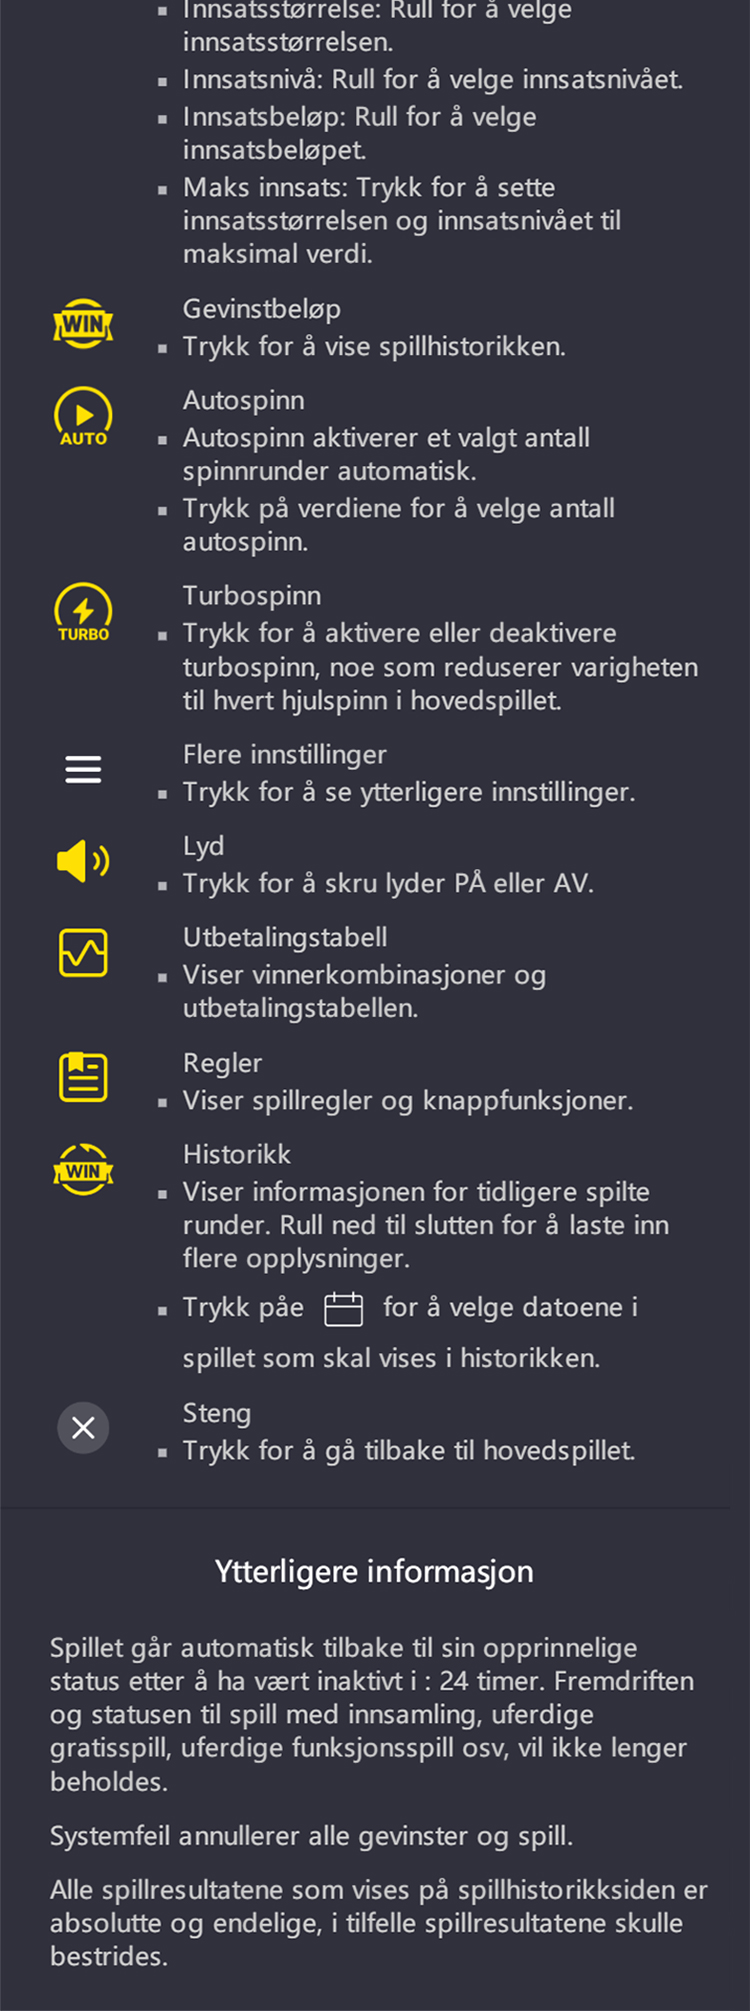 Innsatsstørrelse: Rull for å velge
innsatsstørrelsen.
Innsatsnivå: Rull for å velge innsatsnivået.
Innsatsbeløp: Rull for å velge
innsatsbeløpet.
Maks innsats: Trykk for å sette
innsatsstørrelsen og innsatsnivået til
maksimal verdi.
WIN
Gevinstbeløp
Trykk for å vise spillhistorikken.
AUTO
Autospinn
Autospinn aktiverer et valgt antall
spinnrunder automatisk.
Trykk på verdiene for å velge antall
autospinn.
TURBO
Turbospinn
Trykk for å aktivere eller deaktivere
turbospinn, noe som reduserer varigheten
til hvert hjulspinn i hovedspillet.
Flere innstillinger
Trykk for å se ytterligere innstillinger.
Lyd
Trykk for å skru lyder PÅ eller AV.
Utbetalingstabell
Viser vinnerkombinasjoner og
utbetalingstabellen.
Regler
Viser spillregler og knappfunksjoner.
WIN
Historikk
Viser informasjonen for tidligere spilte
runder. Rull ned til slutten for å laste inn
flere opplysninger.
Trykk påe for å velge datoene i
spillet som skal vises i historikken.
Steng
Trykk for å gå tilbake til hovedspillet.
Ytterligere informasjon
Spillet går automatisk tilbake til sin opprinnelige
status etter å ha vært inaktivt i : 24 timer. Fremdriften
og statusen til spill med innsamling, uferdige
gratisspill, uferdige funksjonsspill osv, vil ikke lenger
beholdes.
Systemfeil annullerer alle gevinster og spill.
Alle spillresultatene som vises på spillhistorikksiden er
absolutte og endelige, i tilfelle spillresultatene skulle
bestrides.